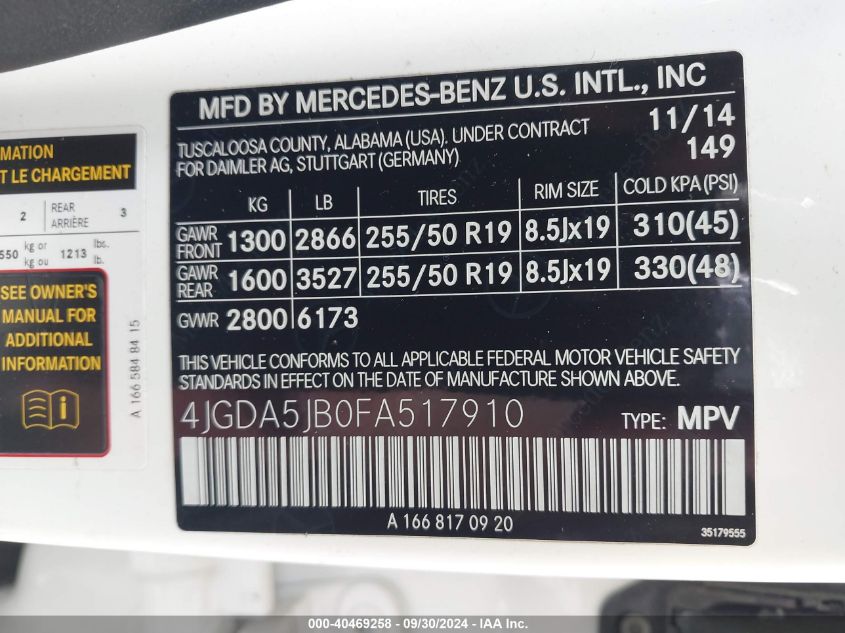 MATION
T LE CHARGEMENT
2 REAR ARRIÈRE 3
550 kg or kg ou 1213 lbs. lb.
SEE OWNER'S
MANUAL FOR
ADDITIONAL
INFORMATION
A 166 584 84 15
MFD BY MERCEDES-BENZ U.S. INTL., INC
TUSCALOOSA COUNTY, ALABAMA (USA). UNDER CONTRACT 11/14
FOR DAIMLER AG, STUTTGART (GERMANY) 149
KG LB TIRES RIM SIZE COLD KPA (PSI)
GAWR FRONT 1300 2866 255/50 R19 8.5Jx19 310(45)
GAWR REAR 1600 3527 255/50 R19 8.5Jx19 330(48)
GVWR 2800 6173
THIS VEHICLE CONFORMS TO ALL APPLICABLE FEDERAL MOTOR VEHICLE SAFETY
STANDARDS IN EFFECT ON THE DATE OF MANUFACTURE SHOWN ABOVE.
4JGDA5JB0FA517910 TYPE: MPV
A 166 817 09 20
35179555
000-40469258 - 09/30/2024 - IMPACT AUTO AUCTIONS